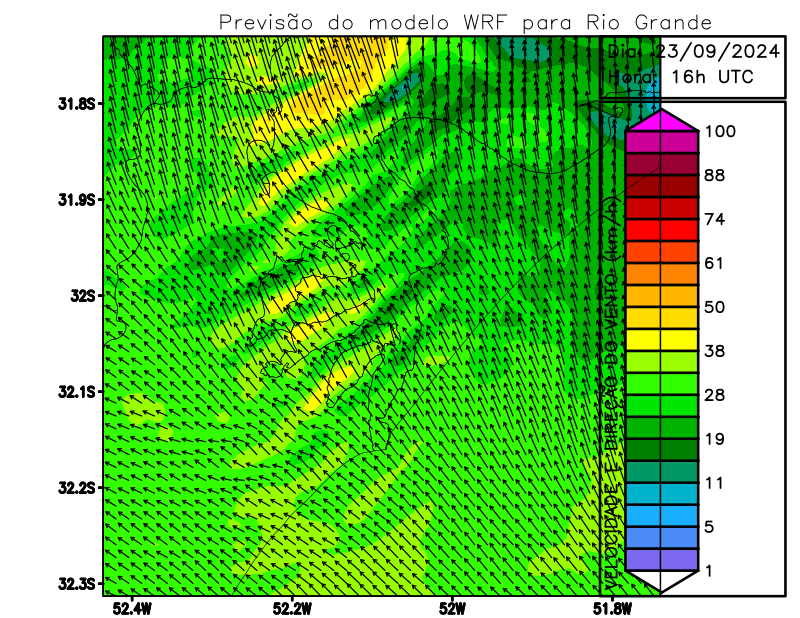 Previsão do modelo WRF para Rio Grande
Dia: 23/09/2024
Hora: 16h UTC
31.8S
31.9S
32S
32.1S
32.2S
32.3S
52.4W
52.2W
52W
51.8W
VELOCIDADE E DIREÇÃO DO VENTO (km/h)
100
88
74
61
50
38
28
19
11
5
1